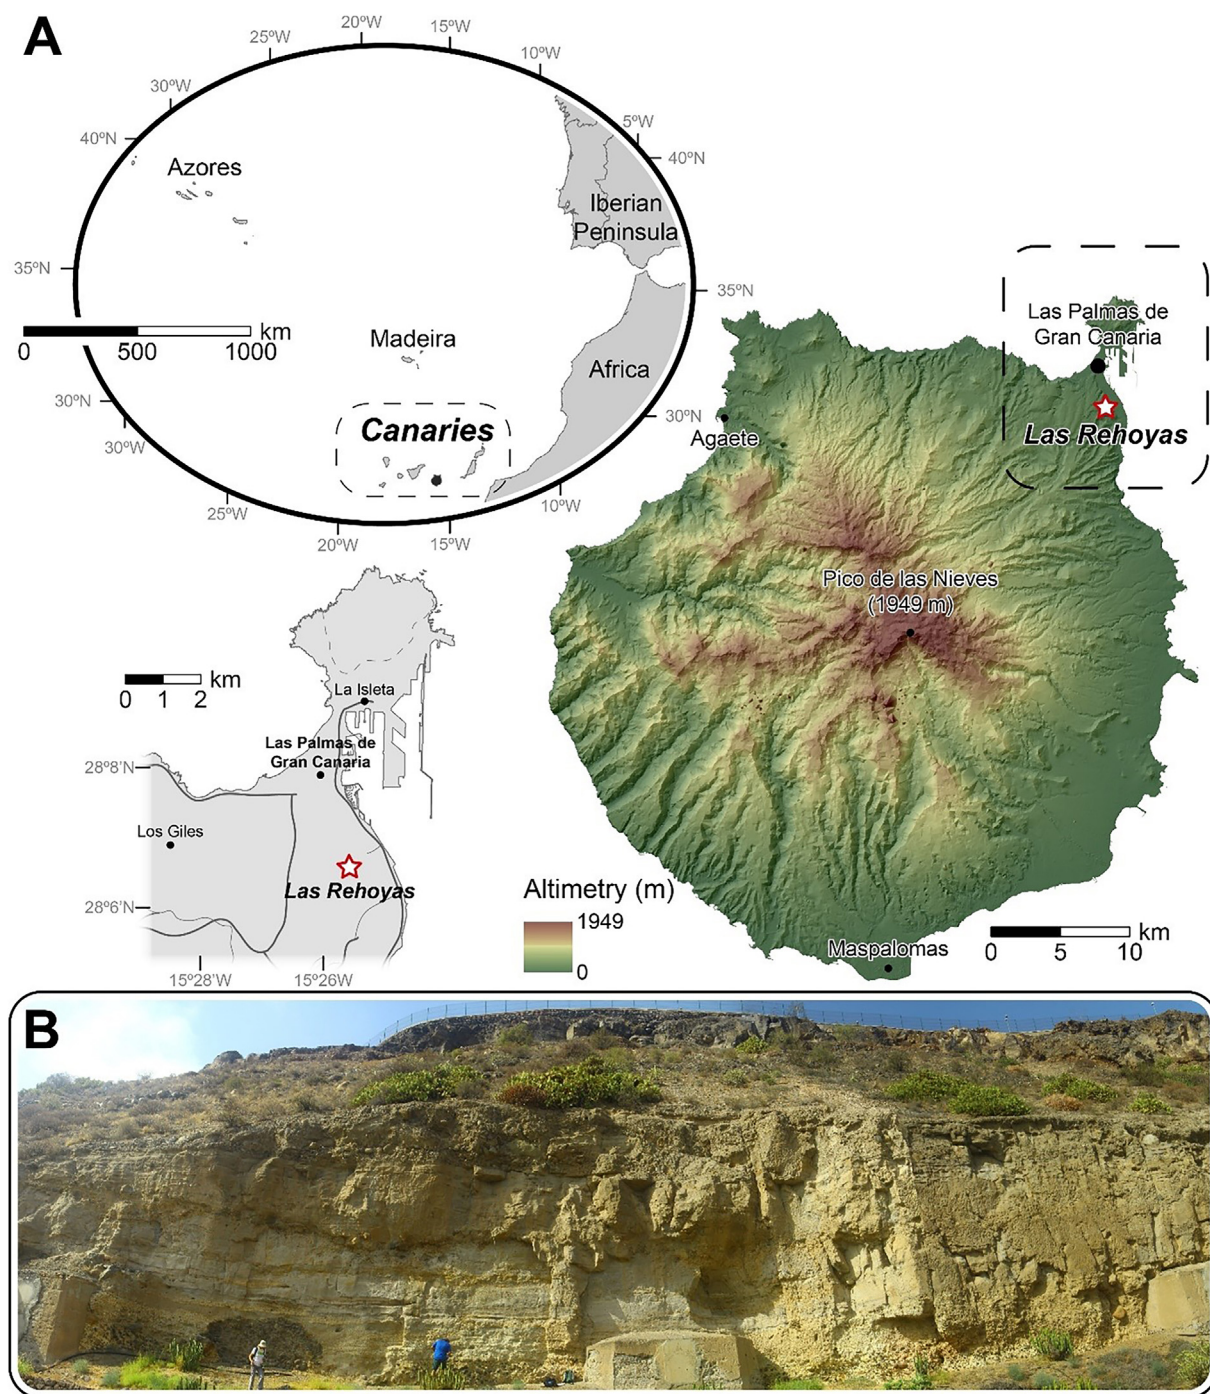 A
20ºW
15ºW
25ºW
10ºW
30ºW
5ºW
40ºN
40ºN
Azores
Iberian
Peninsula
35ºN
35ºN
km
0
500
1000
Madeira
Africa
30ºN
30ºN
Canaries
30ºW
25ºW
20ºW
15ºW
10ºW
Las Palmas de
Gran Canaria
Las Rehoyas
Agaete
Pico de las Nieves
(1949 m)
Maspalomas
Altimetry (m)
1949
0
km
0
5
10
km
0
1
2
La Isleta
Las Palmas de
Gran Canaria
28º8'N
Los Giles
Las Rehoyas
28º6'N
15º28'W
15º26W
B